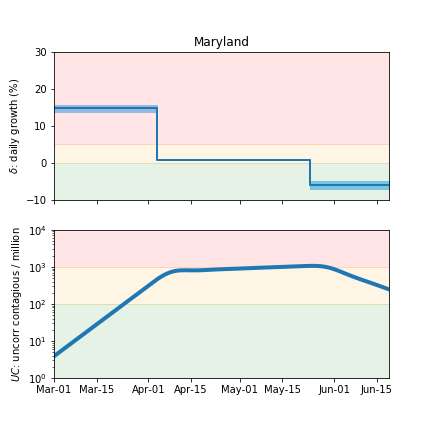 Maryland
δ: daily growth (%)
30
20
10
0
−10
UC: uncorr contagious / million
10⁴
10³
10²
10¹
10⁰
Mar-01 Mar-15 Apr-01 Apr-15 May-01 May-15 Jun-01 Jun-15